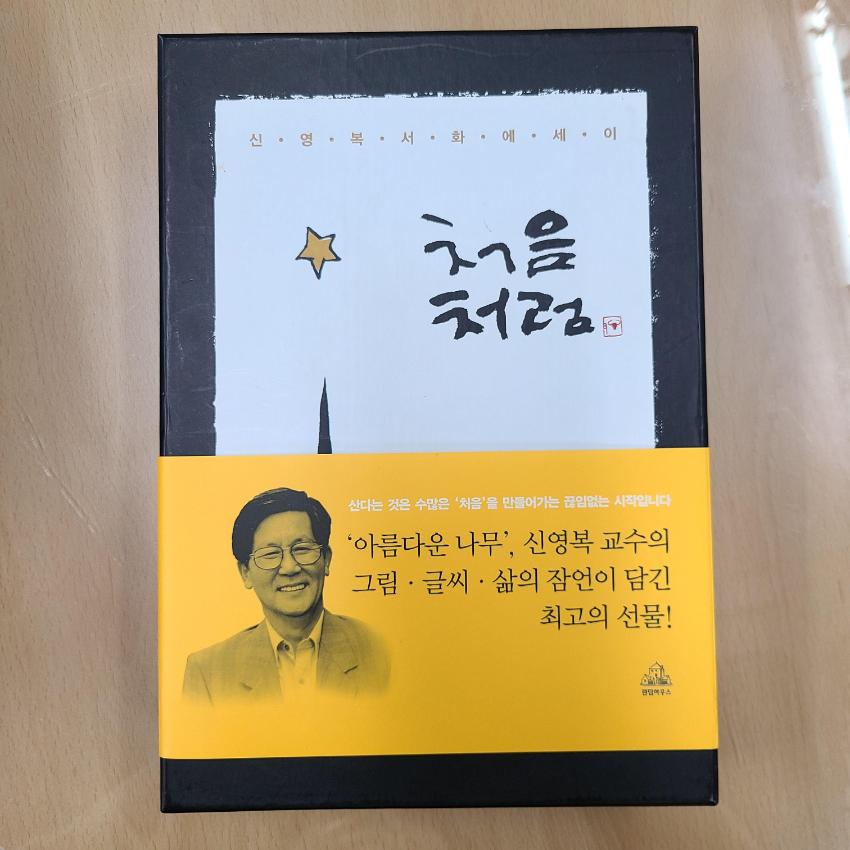 신·영·복·서·화·에·세·이
처음
처럼
산다는 것은 수많은 '처음'을 만들어가는 끊임없는 시작입니다
'아름다운 나무', 신영복 교수의
그림·글씨·삶의 잠언이 담긴
최고의 선물!
랜덤하우스